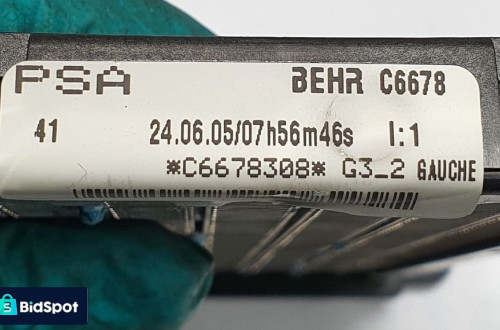 PSA BEHR C6678
41 24.06.05/07h56m46s I:1
*C6678308* G3_2 GAUCHE
S BidSpot